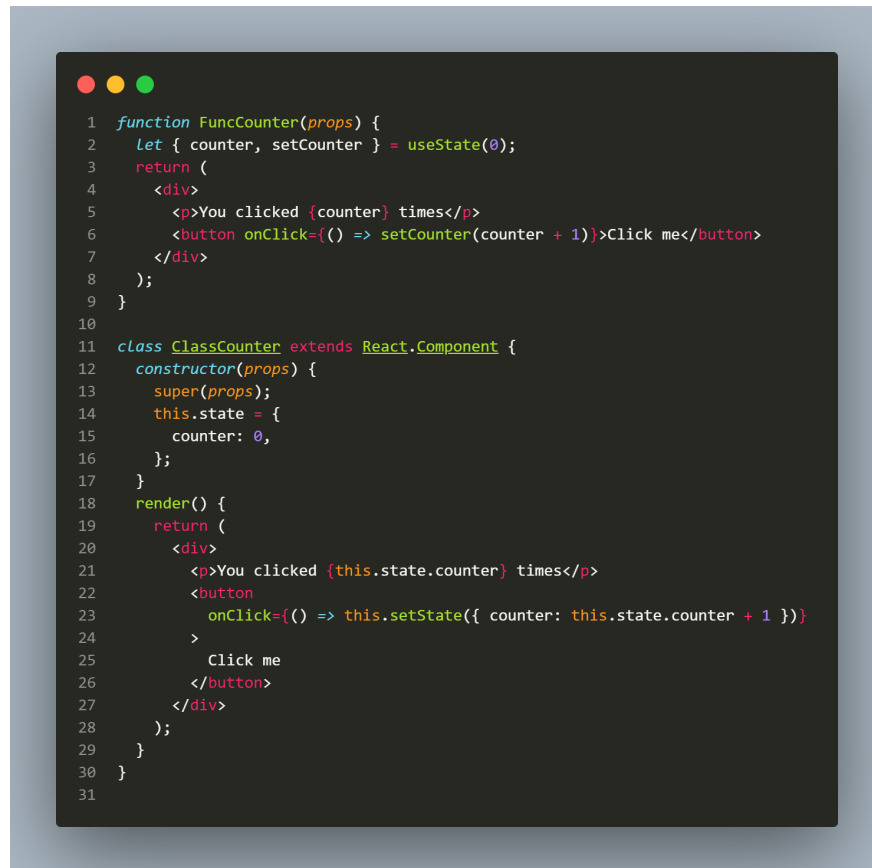 1 function FuncCounter(props) {
2 let { counter, setCounter } = useState(0);
3 return (
4 <div>
5 <p>You clicked {counter} times</p>
6 <button onClick={() => setCounter(counter + 1)}>Click me</button>
7 </div>
8 );
9 }
10
11 class ClassCounter extends React.Component {
12 constructor(props) {
13 super(props);
14 this.state = {
15 counter: 0,
16 };
17 }
18 render() {
19 return (
20 <div>
21 <p>You clicked {this.state.counter} times</p>
22 <button
23 onClick={() => this.setState({ counter: this.state.counter + 1 })}
24 >
25 Click me
26 </button>
27 </div>
28 );
29 }
30 }
31